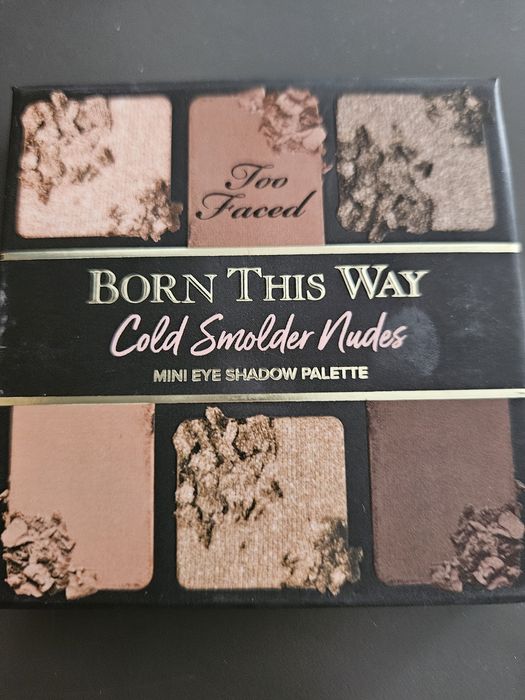 Too
Faced
BORN THIS WAY
Cold Smolder Nudes
MINI EYE SHADOW PALETTE